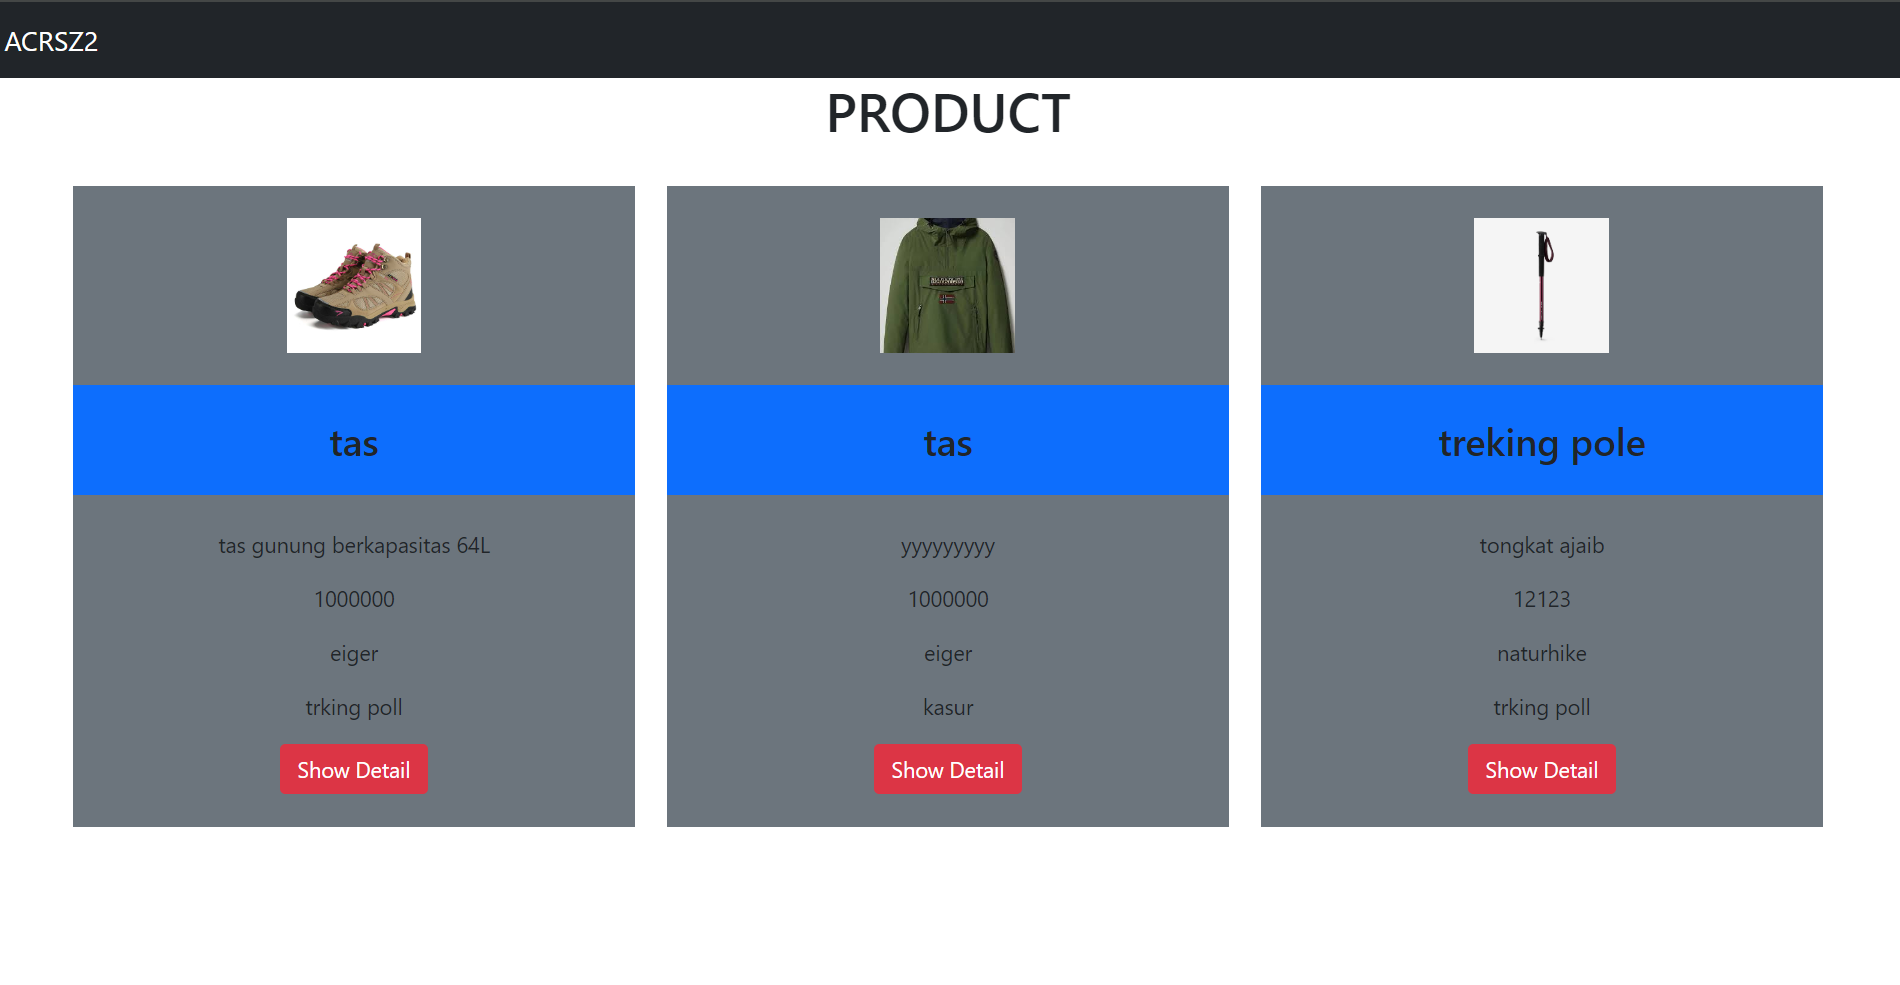 ACRSZ2
PRODUCT
tas
tas gunung berkapasitas 64L
1000000
eiger
trking poll
Show Detail
tas
yyyyyyyyy
1000000
eiger
kasur
Show Detail
treking pole
tongkat ajaib
12123
naturhike
trking poll
Show Detail